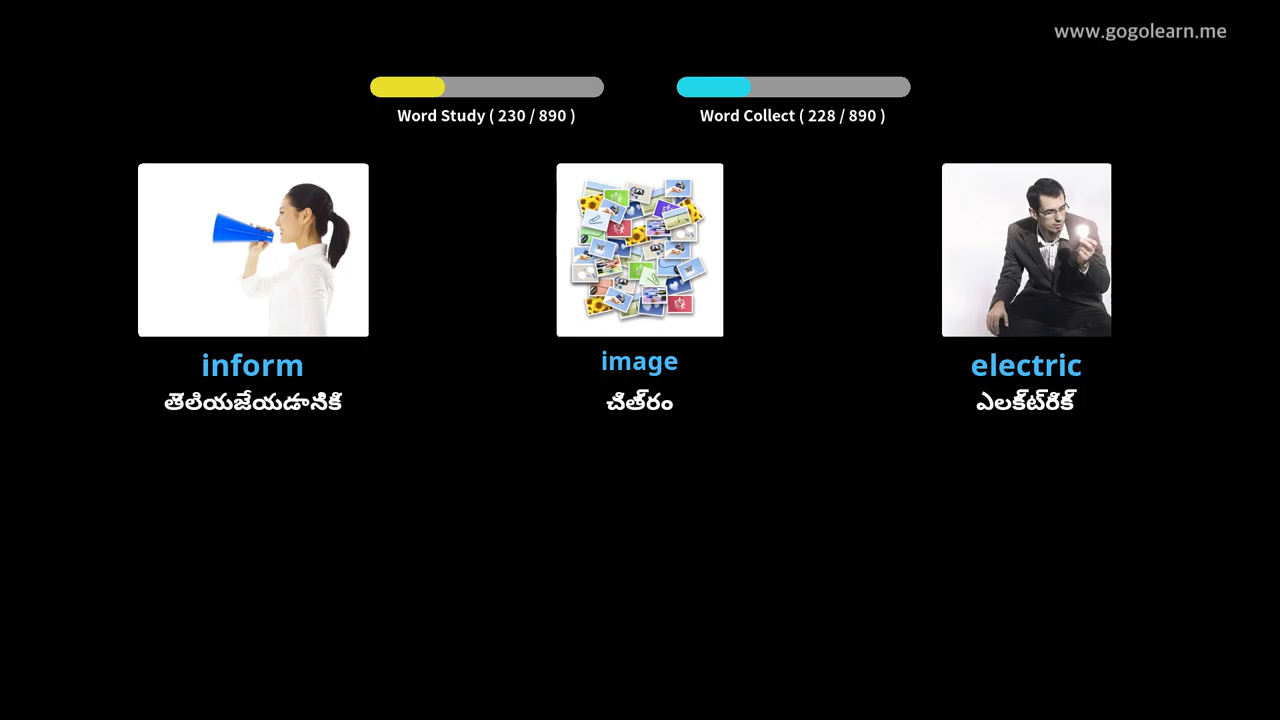 www.gogolearn.me
Word Study ( 230 / 890 )
Word Collect ( 228 / 890 )
inform
image
electric
తెలియజేయడానికి
చిత్రం
ఎలక్ట్రిక్